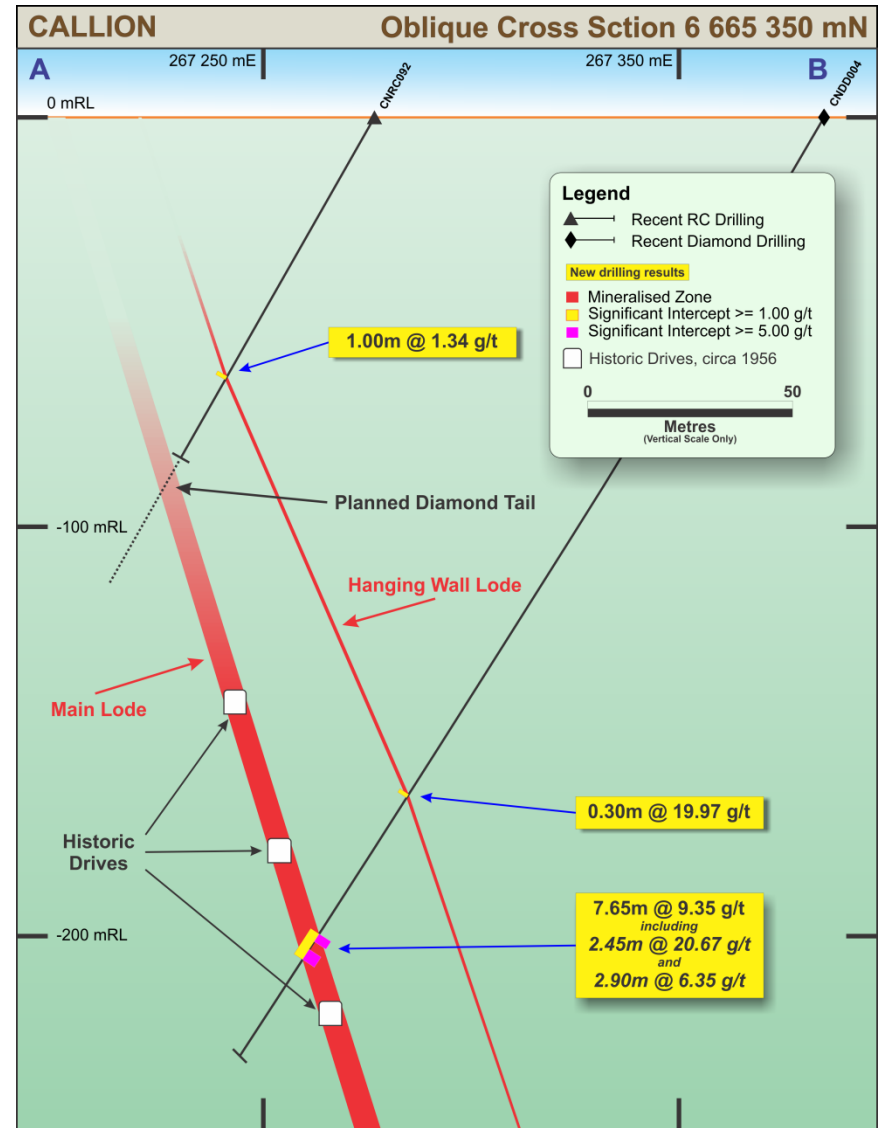 CALLION
Oblique Cross Sction 6 665 350 mN
A
267 250 mE
267 350 mE
B
0 mRL
CNRC092
CNDD004
Legend
Recent RC Drilling
Recent Diamond Drilling
New drilling results
Mineralised Zone
Significant Intercept >= 1.00 g/t
Significant Intercept >= 5.00 g/t
Historic Drives, circa 1956
0 50
Metres
(Vertical Scale Only)
1.00m @ 1.34 g/t
Planned Diamond Tail
-100 mRL
Hanging Wall Lode
Main Lode
0.30m @ 19.97 g/t
Historic
Drives
7.65m @ 9.35 g/t
including
2.45m @ 20.67 g/t
and
2.90m @ 6.35 g/t
-200 mRL